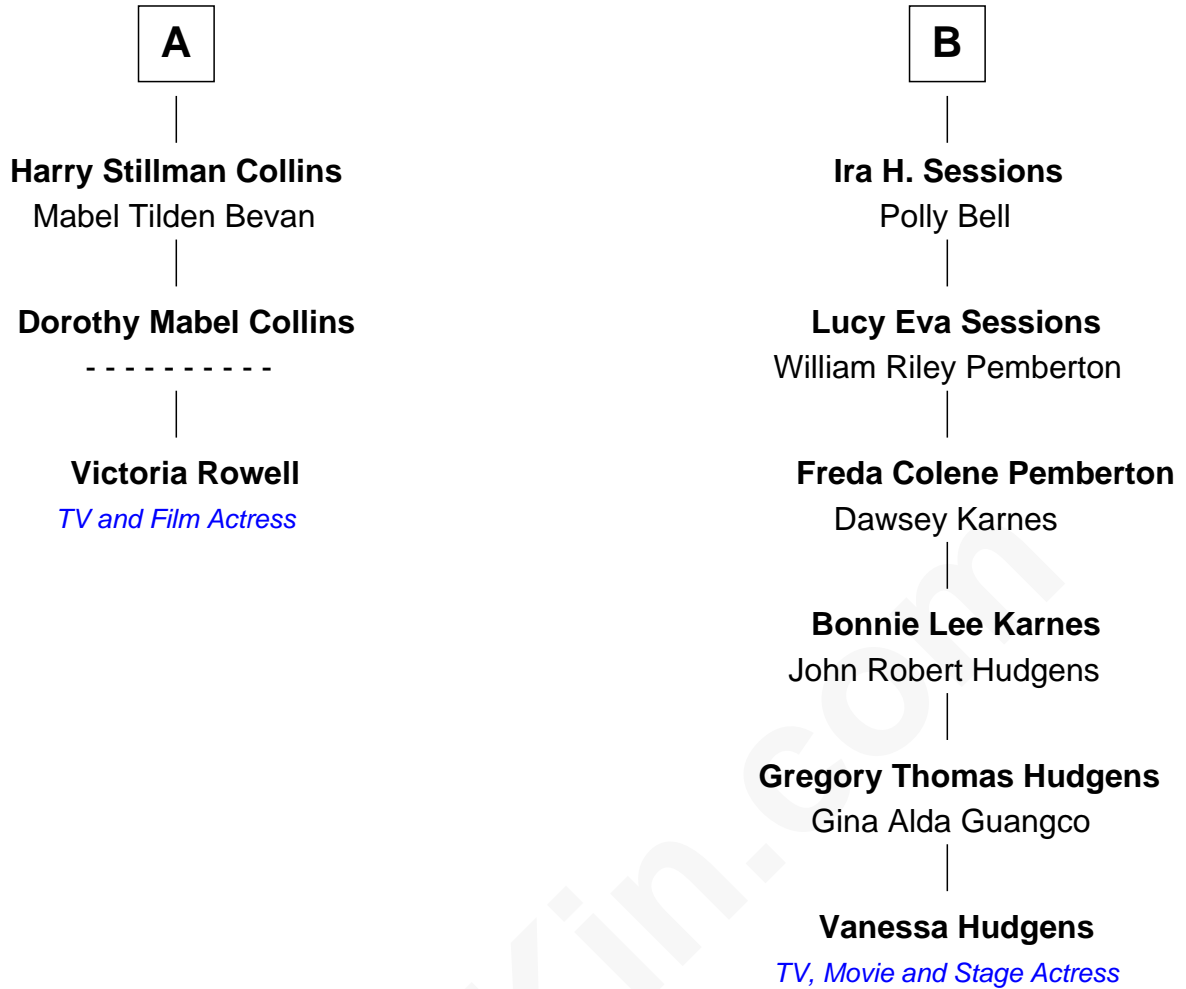 A
Harry Stillman Collins
Mabel Tilden Bevan
Dorothy Mabel Collins
- - - - - - - - - -
Victoria Rowell
TV and Film Actress
B
Ira H. Sessions
Polly Bell
Lucy Eva Sessions
William Riley Pemberton
Freda Colene Pemberton
Dawsey Karnes
Bonnie Lee Karnes
John Robert Hudgens
Gregory Thomas Hudgens
Gina Alda Guangco
Vanessa Hudgens
TV, Movie and Stage Actress
Kin.com